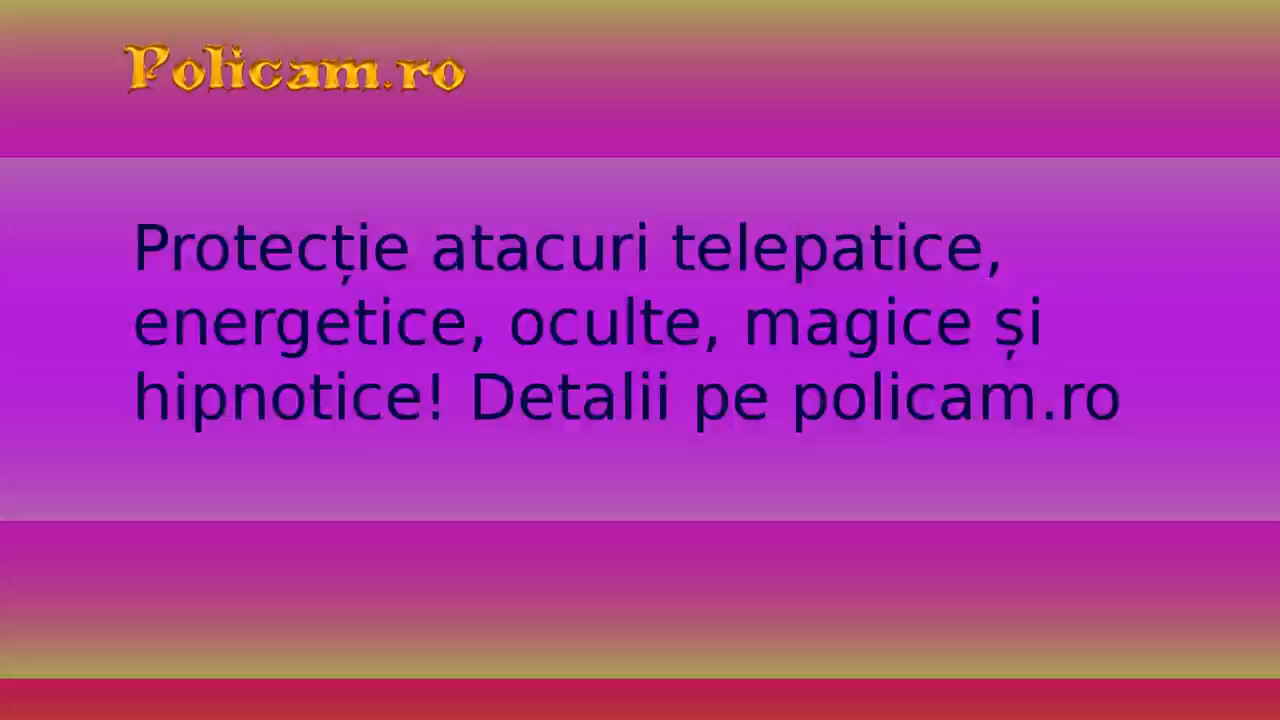 Policam.ro
Protecție atacuri telepatice,
energetice, oculte, magice și
hipnotice! Detalii pe policam.ro